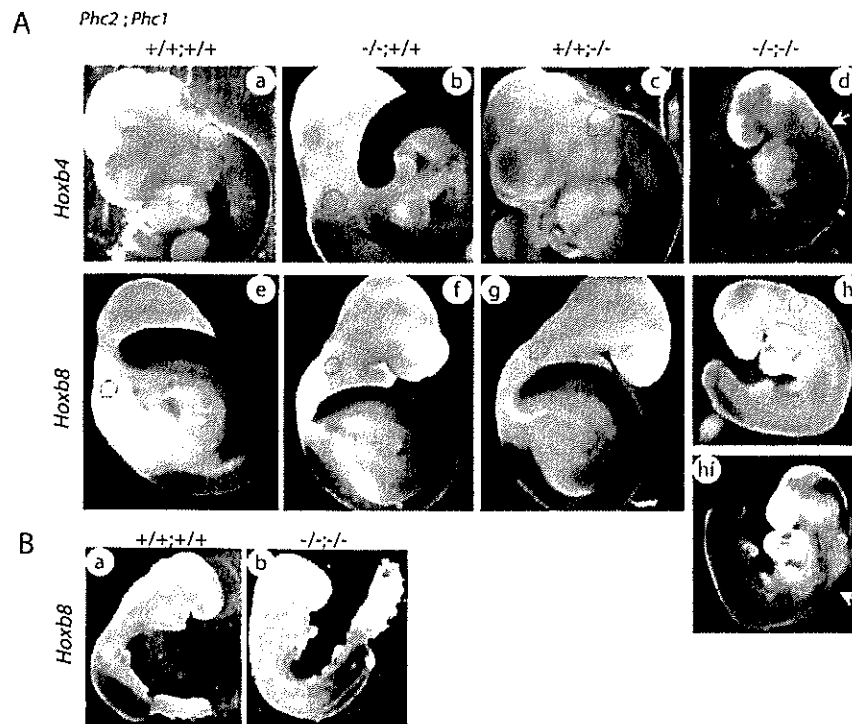 A
Phc2 ; Phc1
+/+;+/+ -/-;+/+ +/+;-/- -/-;-/-
Hoxb4
a b c d
Hoxb8
e f g h
hi
B
+/+;+/+ -/-;-/-
Hoxb8
a b